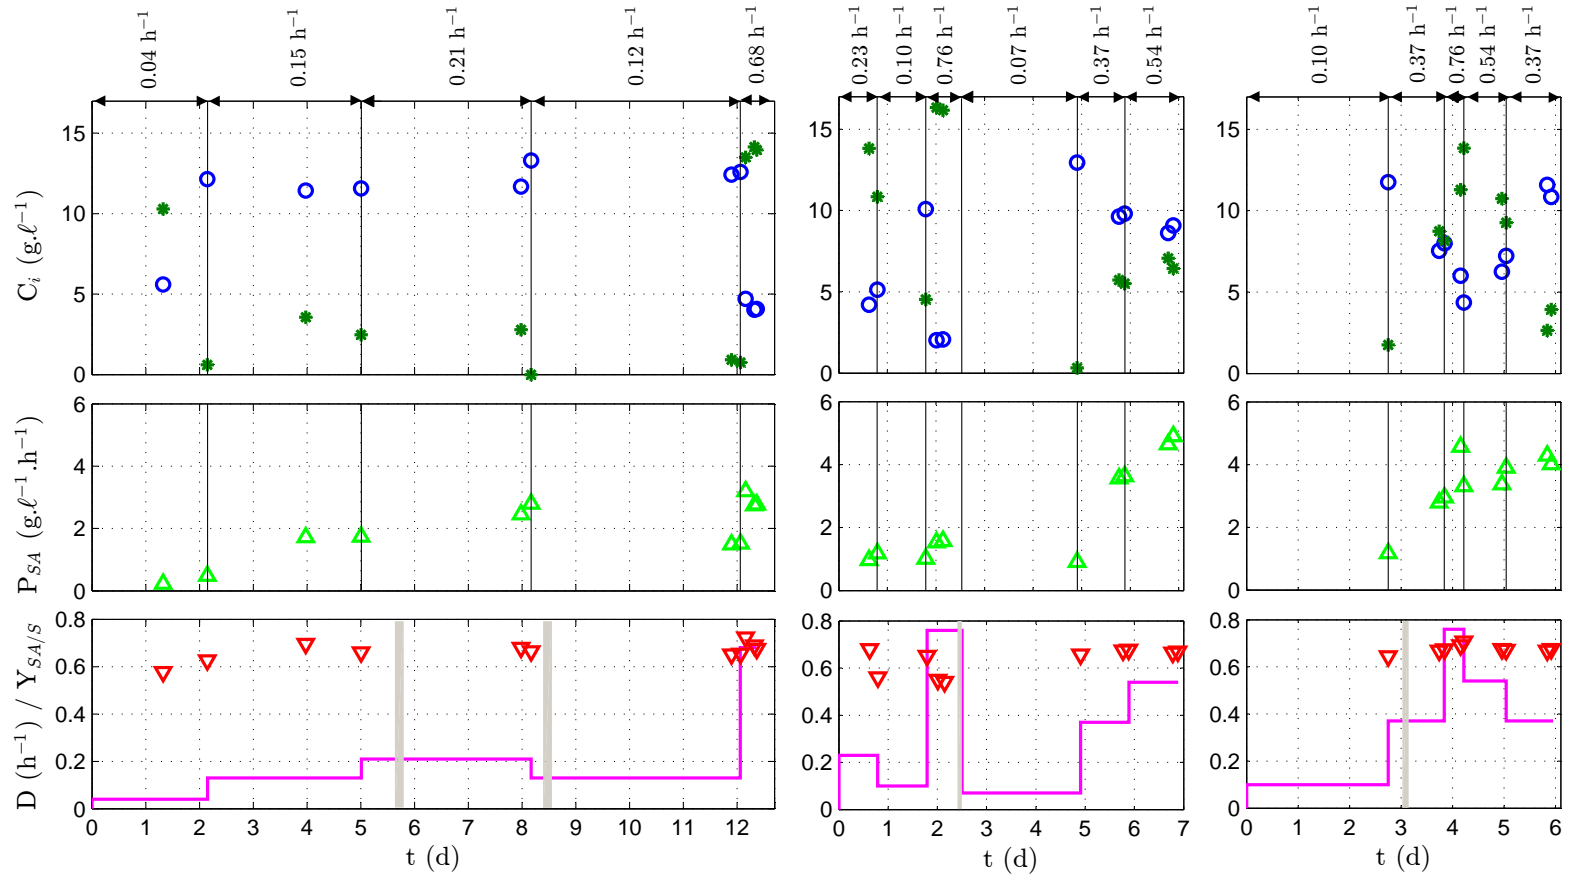 0.04 h⁻¹ 0.15 h⁻¹ 0.21 h⁻¹ 0.12 h⁻¹ 0.68 h⁻¹ 0.23 h⁻¹ 0.10 h⁻¹ 0.76 h⁻¹ 0.07 h⁻¹ 0.37 h⁻¹ 0.54 h⁻¹ 0.10 h⁻¹ 0.37 h⁻¹ 0.76 h⁻¹ 0.54 h⁻¹ 0.37 h⁻¹
C_i (g.ℓ⁻¹)
15 15 15
10 10 10
5 5 5
0 0 0
P_SA (g.ℓ⁻¹.h⁻¹)
6 6 6
4 4 4
2 2 2
0 0 0
D (h⁻¹) / Y_SA/S
0.8 0.8 0.8
0.6 0.6 0.6
0.4 0.4 0.4
0.2 0.2 0.2
0 0 0
0 1 2 3 4 5 6 7 8 9 10 11 12 0 1 2 3 4 5 6 7 0 1 2 3 4 5 6
t (d) t (d) t (d)